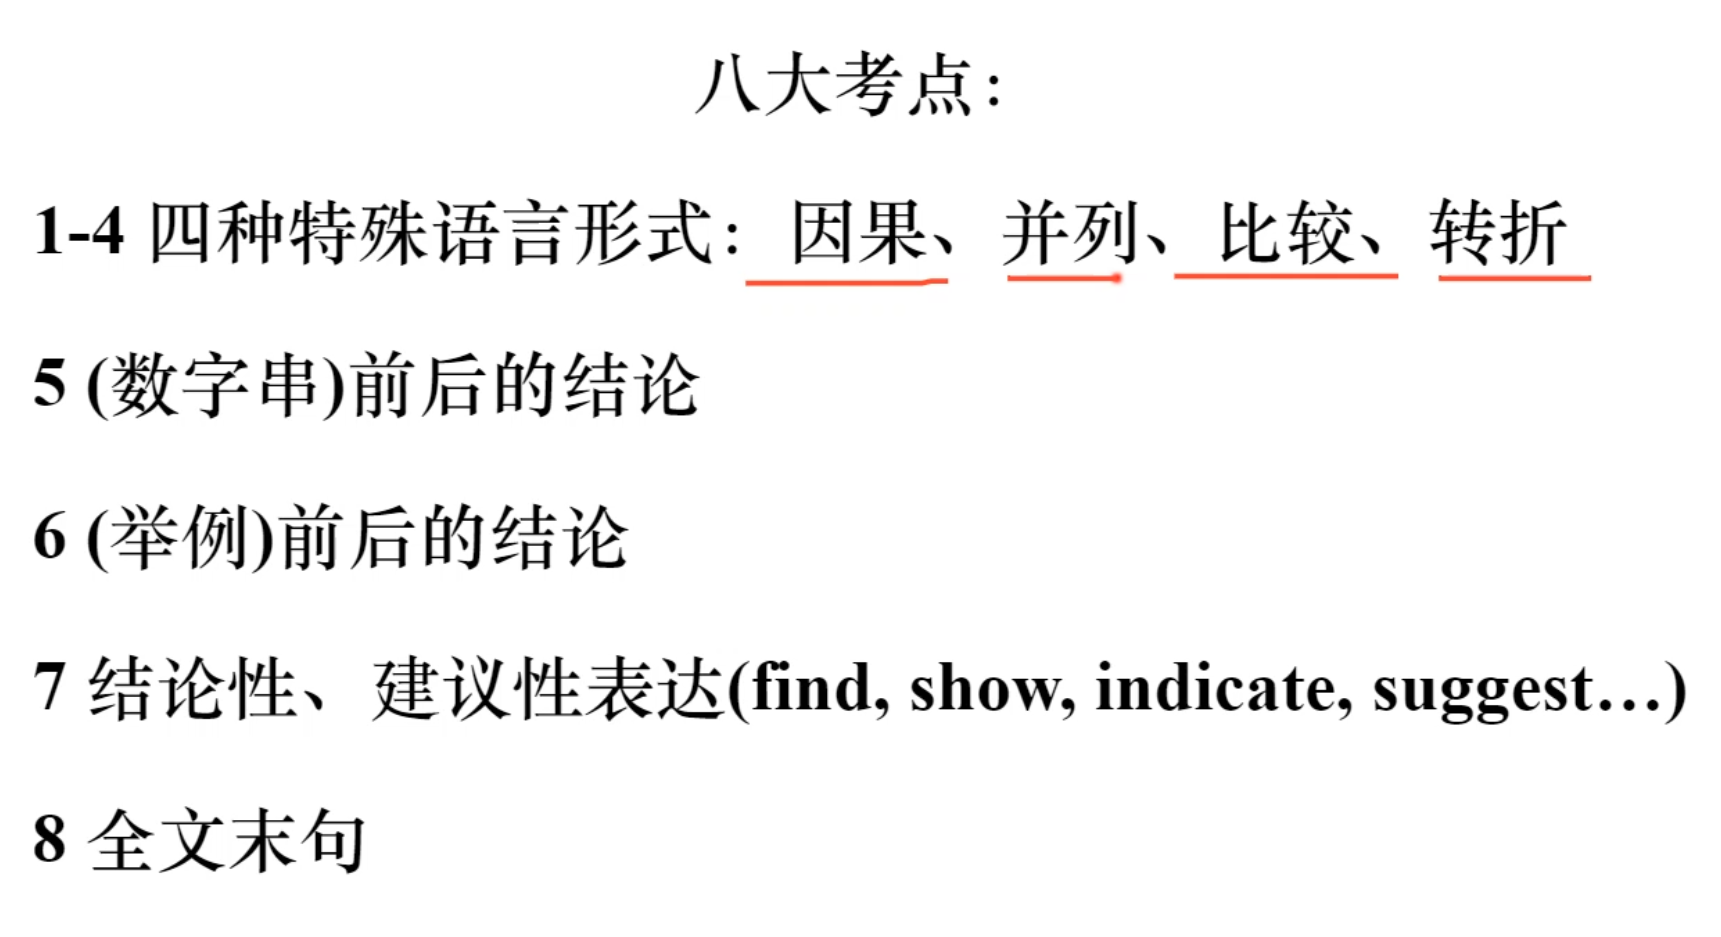 八大考点：
1-4 四种特殊语言形式： 因果、并列、比较、转折
5 (数字串)前后的结论
6 (举例)前后的结论
7 结论性、建议性表达(find, show, indicate, suggest…)
8 全文末句